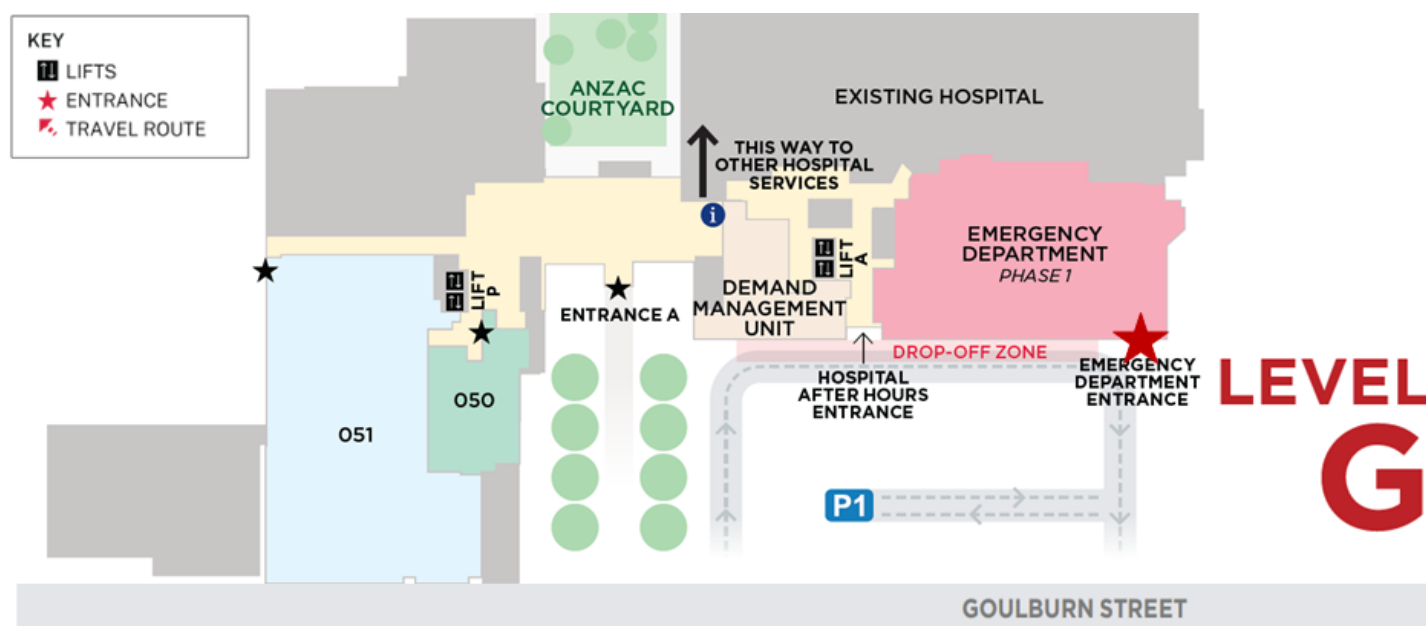 KEY
LIFTS
ENTRANCE
TRAVEL ROUTE
ANZAC
COURTYARD
EXISTING HOSPITAL
THIS WAY TO
OTHER HOSPITAL
SERVICES
i
EMERGENCY
DEPARTMENT
PHASE 1
LIFT
A
LIFT
P
DEMAND
MANAGEMENT
UNIT
ENTRANCE A
DROP-OFF ZONE
HOSPITAL
AFTER HOURS
ENTRANCE
EMERGENCY
DEPARTMENT
ENTRANCE
LEVEL
G
050
051
P1
GOULBURN STREET